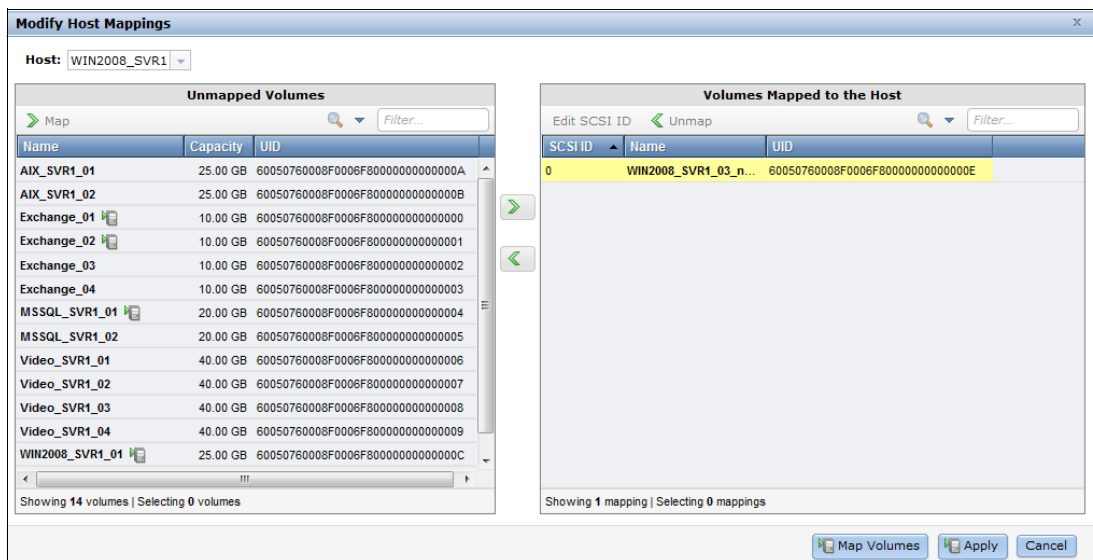 Modify Host Mappings x
Host: WIN2008_SVR1
Unmapped Volumes
Map Filter...
Name Capacity UID
AIX_SVR1_01 25.00 GB 60050760008F0006F80000000000000A
AIX_SVR1_02 25.00 GB 60050760008F0006F80000000000000B
Exchange_01 10.00 GB 60050760008F0006F800000000000000
Exchange_02 10.00 GB 60050760008F0006F800000000000001
Exchange_03 10.00 GB 60050760008F0006F800000000000002
Exchange_04 10.00 GB 60050760008F0006F800000000000003
MSSQL_SVR1_01 20.00 GB 60050760008F0006F800000000000004
MSSQL_SVR1_02 20.00 GB 60050760008F0006F800000000000005
Video_SVR1_01 40.00 GB 60050760008F0006F800000000000006
Video_SVR1_02 40.00 GB 60050760008F0006F800000000000007
Video_SVR1_03 40.00 GB 60050760008F0006F800000000000008
Video_SVR1_04 40.00 GB 60050760008F0006F800000000000009
WIN2008_SVR1_01 25.00 GB 60050760008F0006F80000000000000C
Showing 14 volumes | Selecting 0 volumes
Volumes Mapped to the Host
Edit SCSI ID Unmap Filter...
SCSI ID Name UID
0 WIN2008_SVR1_03_n... 60050760008F0006F80000000000000E
Showing 1 mapping | Selecting 0 mappings
Map Volumes Apply Cancel